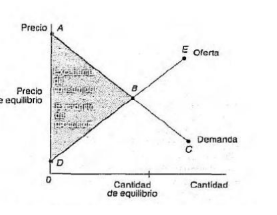 Precio
A
E
Oferta
Precio
e equilibrio
B
Demanda
C
D
0
Cantidad
de equilibrio
Cantidad